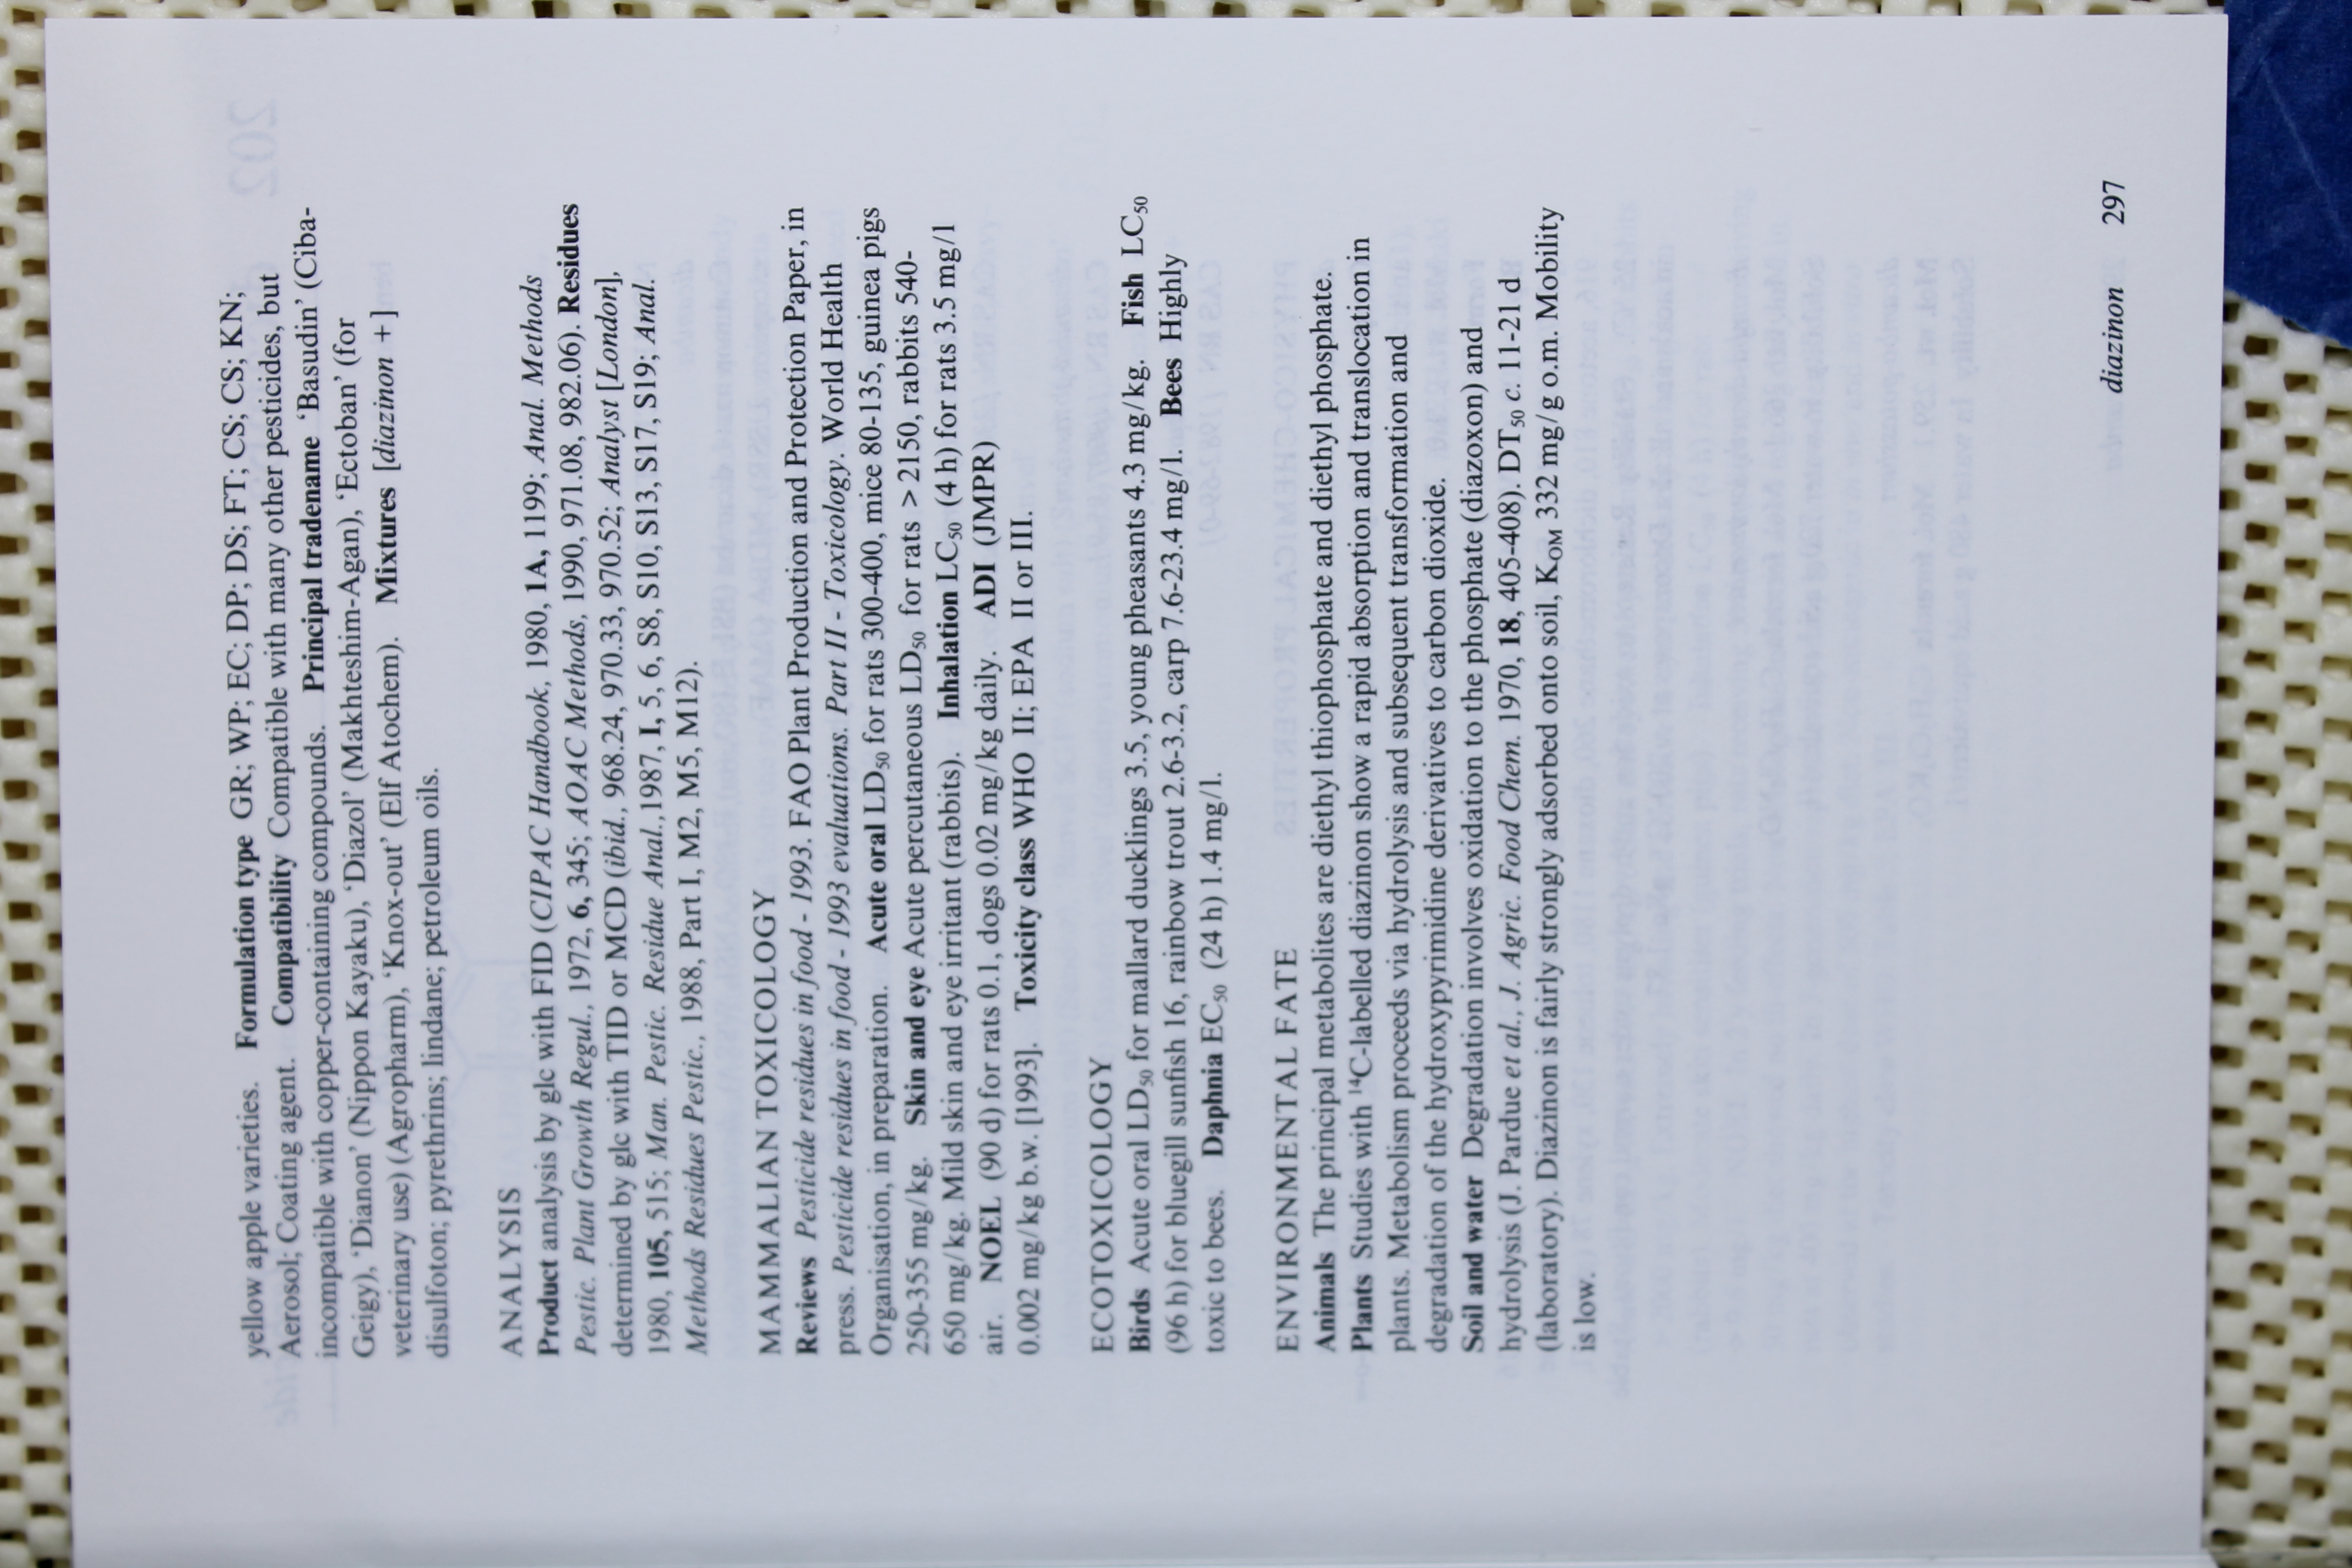 yellow apple varieties. Formulation type GR; WP; EC; DP; DS; FT; CS; CS; KN;
Aerosol; Coating agent. Compatibility Compatible with many other pesticides, but
incompatible with copper-containing compounds. Principal tradename ‘Basudin’ (Ciba-
Geigy), ‘Dianon’ (Nippon Kayaku), ‘Diazol’ (Makhteshim-Agan), ‘Ectoban’ (for
veterinary use) (Agropharm), ‘Knox-out’ (Elf Atochem). Mixtures [diazinon +]
disulfoton; pyrethrins; lindane; petroleum oils.
ANALYSIS
Product analysis by glc with FID (CIPAC Handbook, 1980, 1A, 1199; Anal. Methods
Pestic. Plant Growth Regul., 1972, 6, 345; AOAC Methods, 1990, 971.08, 982.06). Residues
determined by glc with TID or MCD (ibid., 968.24, 970.33, 970.52; Analyst [London],
1980, 105, 515; Man. Pestic. Residue Anal.,1987, I, 5, 6, S8, S10, S13, S17, S19; Anal.
Methods Residues Pestic., 1988, Part I, M2, M5, M12).
MAMMALIAN TOXICOLOGY
Reviews Pesticide residues in food - 1993. FAO Plant Production and Protection Paper, in
press. Pesticide residues in food - 1993 evaluations. Part II - Toxicology. World Health
Organisation, in preparation. Acute oral LD₅₀ for rats 300-400, mice 80-135, guinea pigs
250-355 mg/kg. Skin and eye Acute percutaneous LD₅₀ for rats > 2150, rabbits 540-
650 mg/kg. Mild skin and eye irritant (rabbits). Inhalation LC₅₀ (4 h) for rats 3.5 mg/l
air. NOEL (90 d) for rats 0.1, dogs 0.02 mg/kg daily. ADI (JMPR)
0.002 mg/kg b.w. [1993]. Toxicity class WHO II; EPA II or III.
ECOTOXICOLOGY
Birds Acute oral LD₅₀ for mallard ducklings 3.5, young pheasants 4.3 mg/kg. Fish LC₅₀
(96 h) for bluegill sunfish 16, rainbow trout 2.6-3.2, carp 7.6-23.4 mg/l. Bees Highly
toxic to bees. Daphnia EC₅₀ (24 h) 1.4 mg/l.
ENVIRONMENTAL FATE
Animals The principal metabolites are diethyl thiophosphate and diethyl phosphate.
Plants Studies with ¹⁴C-labelled diazinon show a rapid absorption and translocation in
plants. Metabolism proceeds via hydrolysis and subsequent transformation and
degradation of the hydroxypyrimidine derivatives to carbon dioxide.
Soil and water Degradation involves oxidation to the phosphate (diazoxon) and
hydrolysis (J. Pardue et al., J. Agric. Food Chem. 1970, 18, 405-408). DT₅₀ c. 11-21 d
(laboratory). Diazinon is fairly strongly adsorbed onto soil, KOM 332 mg/g o.m. Mobility
is low.
diazinon 297